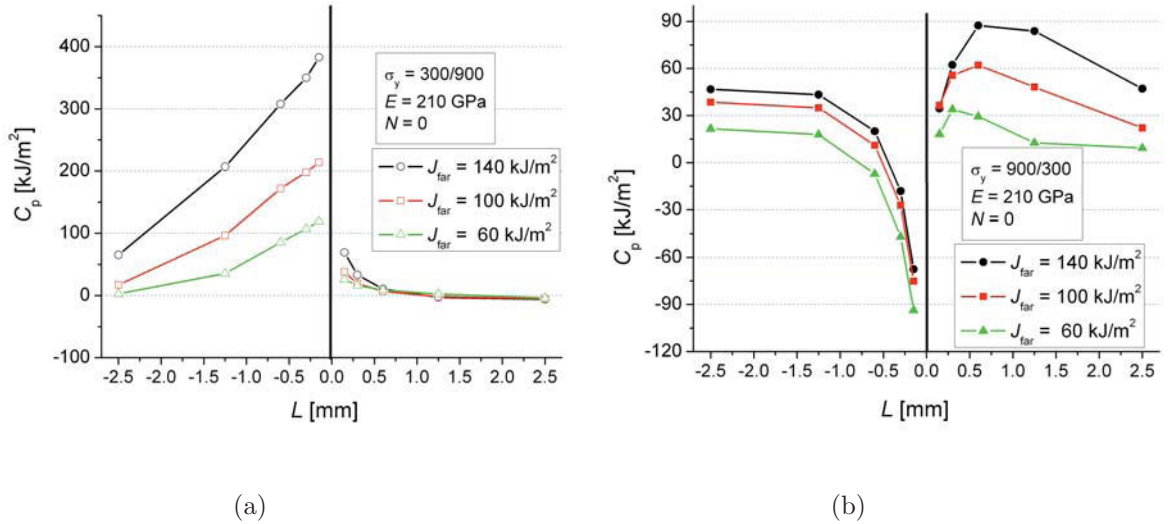 400
300
200
100
0
-100
C_p [kJ/m²]
σ_y = 300/900
E = 210 GPa
N = 0
J_far = 140 kJ/m²
J_far = 100 kJ/m²
J_far = 60 kJ/m²
-2.5 -2.0 -1.5 -1.0 -0.5 0.0 0.5 1.0 1.5 2.0 2.5
L [mm]
(a)
90
60
30
0
-30
-60
-90
-120
C_p [kJ/m²]
σ_y = 900/300
E = 210 GPa
N = 0
J_far = 140 kJ/m²
J_far = 100 kJ/m²
J_far = 60 kJ/m²
-2.5 -2.0 -1.5 -1.0 -0.5 0.0 0.5 1.0 1.5 2.0 2.5
L [mm]
(b)